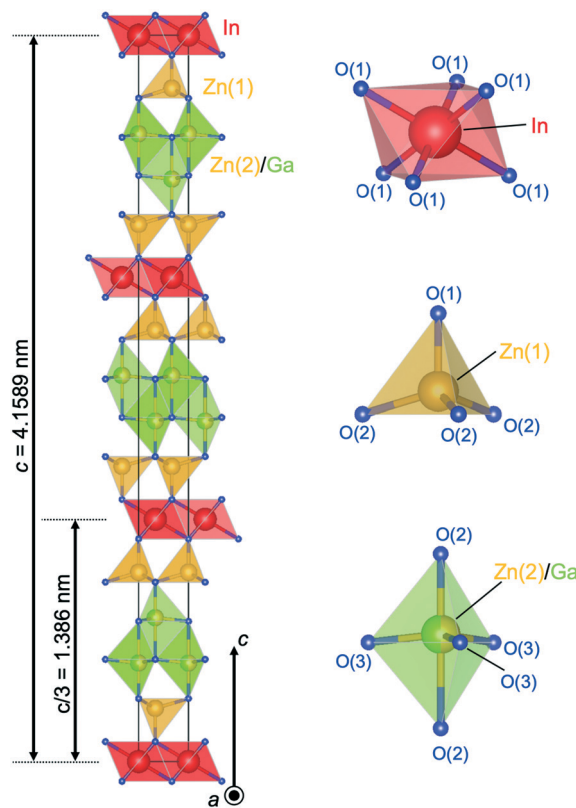 In
Zn(1)
Zn(2)/Ga
c = 4.1589 nm
c/3 = 1.386 nm
c
a
O(1)
O(1)
O(1)
In
O(1)
O(1)
O(1)
O(1)
Zn(1)
O(2)
O(2)
O(2)
O(2)
Zn(2)/Ga
O(3)
O(3)
O(3)
O(2)